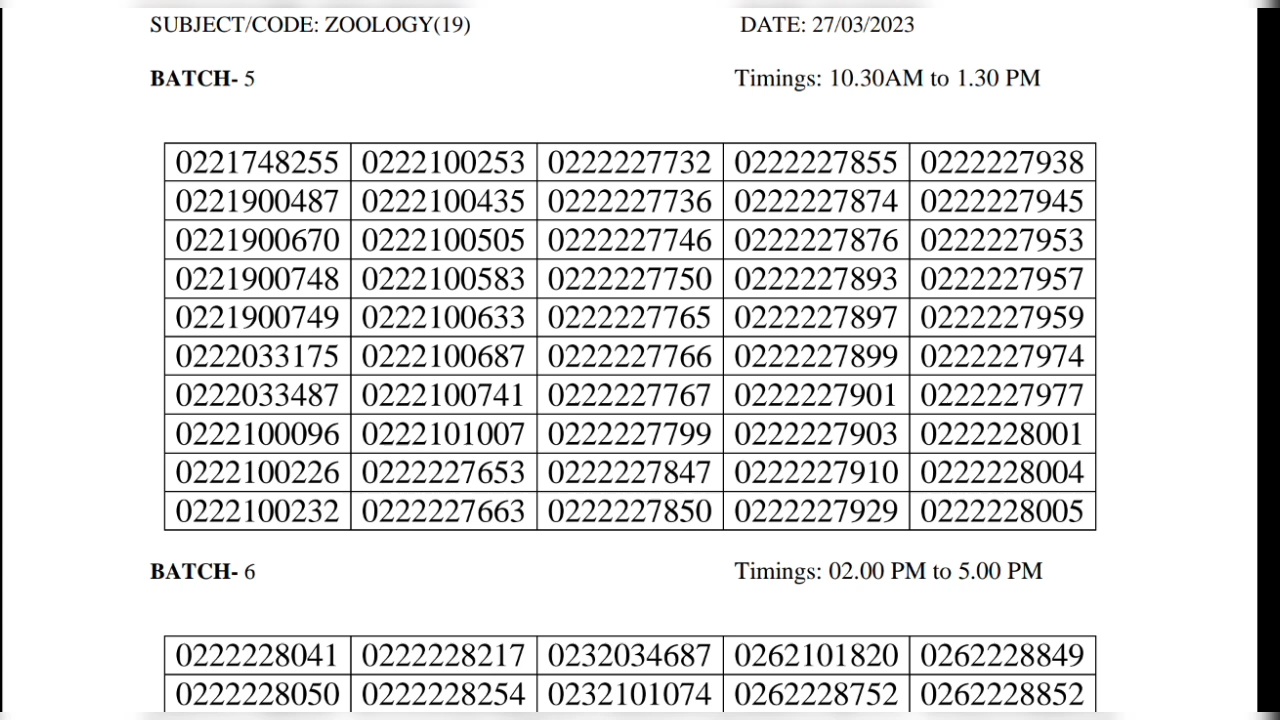 SUBJECT/CODE: ZOOLOGY(19) DATE: 27/03/2023
BATCH- 5 Timings: 10.30AM to 1.30 PM
0221748255 0222100253 0222227732 0222227855 0222227938
0221900487 0222100435 0222227736 0222227874 0222227945
0221900670 0222100505 0222227746 0222227876 0222227953
0221900748 0222100583 0222227750 0222227893 0222227957
0221900749 0222100633 0222227765 0222227897 0222227959
0222033175 0222100687 0222227766 0222227899 0222227974
0222033487 0222100741 0222227767 0222227901 0222227977
0222100096 0222101007 0222227799 0222227903 0222228001
0222100226 0222227653 0222227847 0222227910 0222228004
0222100232 0222227663 0222227850 0222227929 0222228005
BATCH- 6 Timings: 02.00 PM to 5.00 PM
0222228041 0222228217 0232034687 0262101820 0262228849
0222228050 0222228254 0232101074 0262228752 0262228852